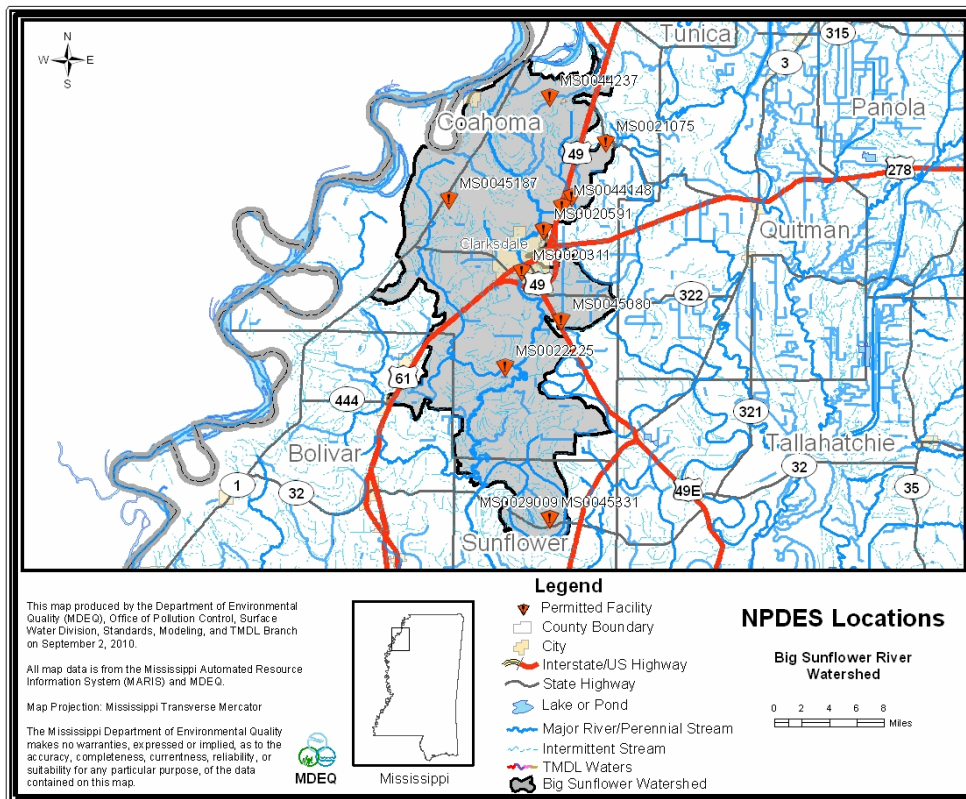 N
W E
S
Tunica
315
3
MS0044237
Panola
Coahoma
MS0021075
49
278
MS0045187
MS0044148
MS0020591
Quitman
Clarksdale
MS0020311
49
322
MS0045080
MS0022225
61
444
321
Tallahatchie
Bolivar
32
1
32
49E
35
MS0029009 MS0045331
Sunflower
This map produced by the Department of Environmental
Quality (MDEQ), Office of Pollution Control, Surface
Water Division, Standards, Modeling, and TMDL Branch
on September 2, 2010.
All map data is from the Mississippi Automated Resource
Information System (MARIS) and MDEQ.
Map Projection: Mississippi Transverse Mercator
The Mississippi Department of Environmental Quality
makes no warranties, expressed or implied, as to the
accuracy, completeness, currentness, reliability, or
suitability for any particular purpose, of the data
contained on this map.
MDEQ
Mississippi
Legend
Permitted Facility
County Boundary
City
Interstate/US Highway
State Highway
Lake or Pond
Major River/Perennial Stream
Intermittent Stream
TMDL Waters
Big Sunflower Watershed
NPDES Locations
Big Sunflower River
Watershed
0 2 4 6 8
Miles